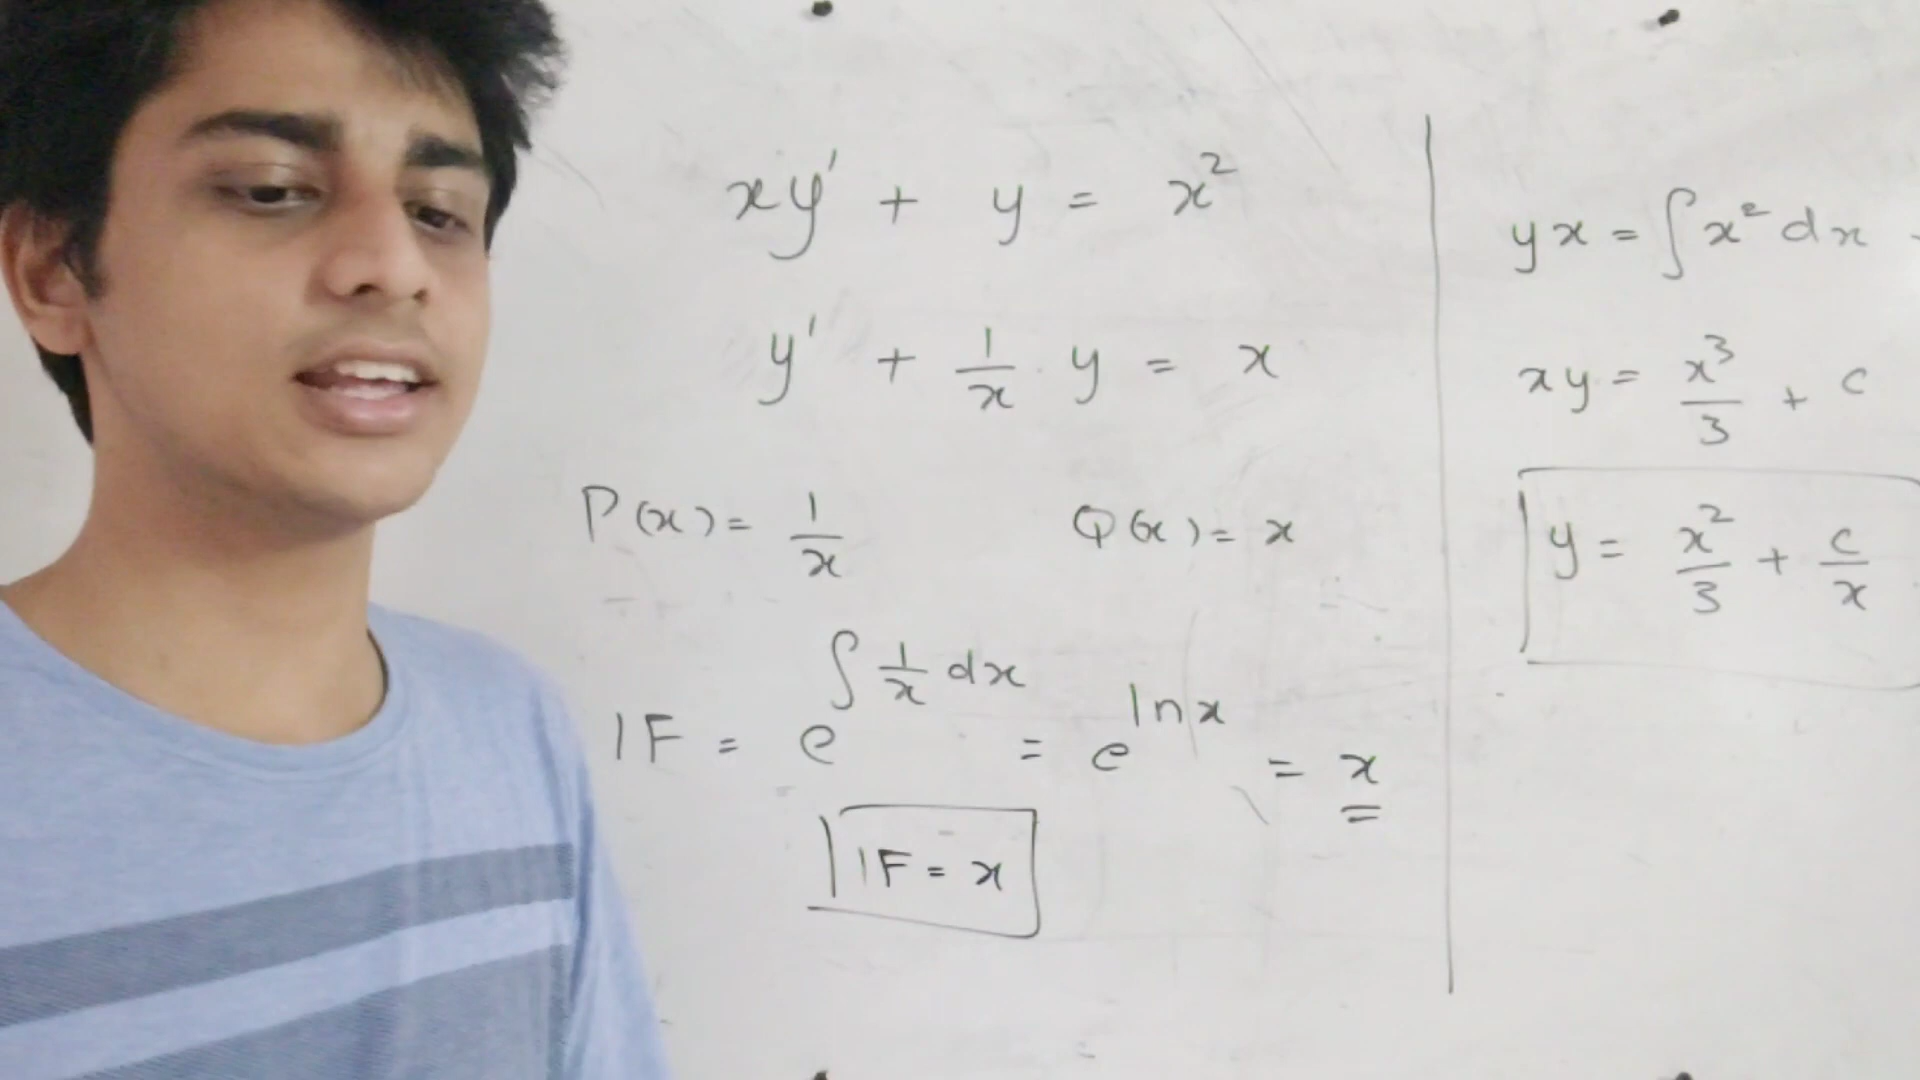 xy' + y = x²
y' + 1/x · y = x
P(x) = 1/x    Q(x) = x
IF = e^(∫ 1/x dx) = e^(ln x) = x
IF = x
yx = ∫ x² dx
xy = x³/3 + c
y = x²/3 + c/x